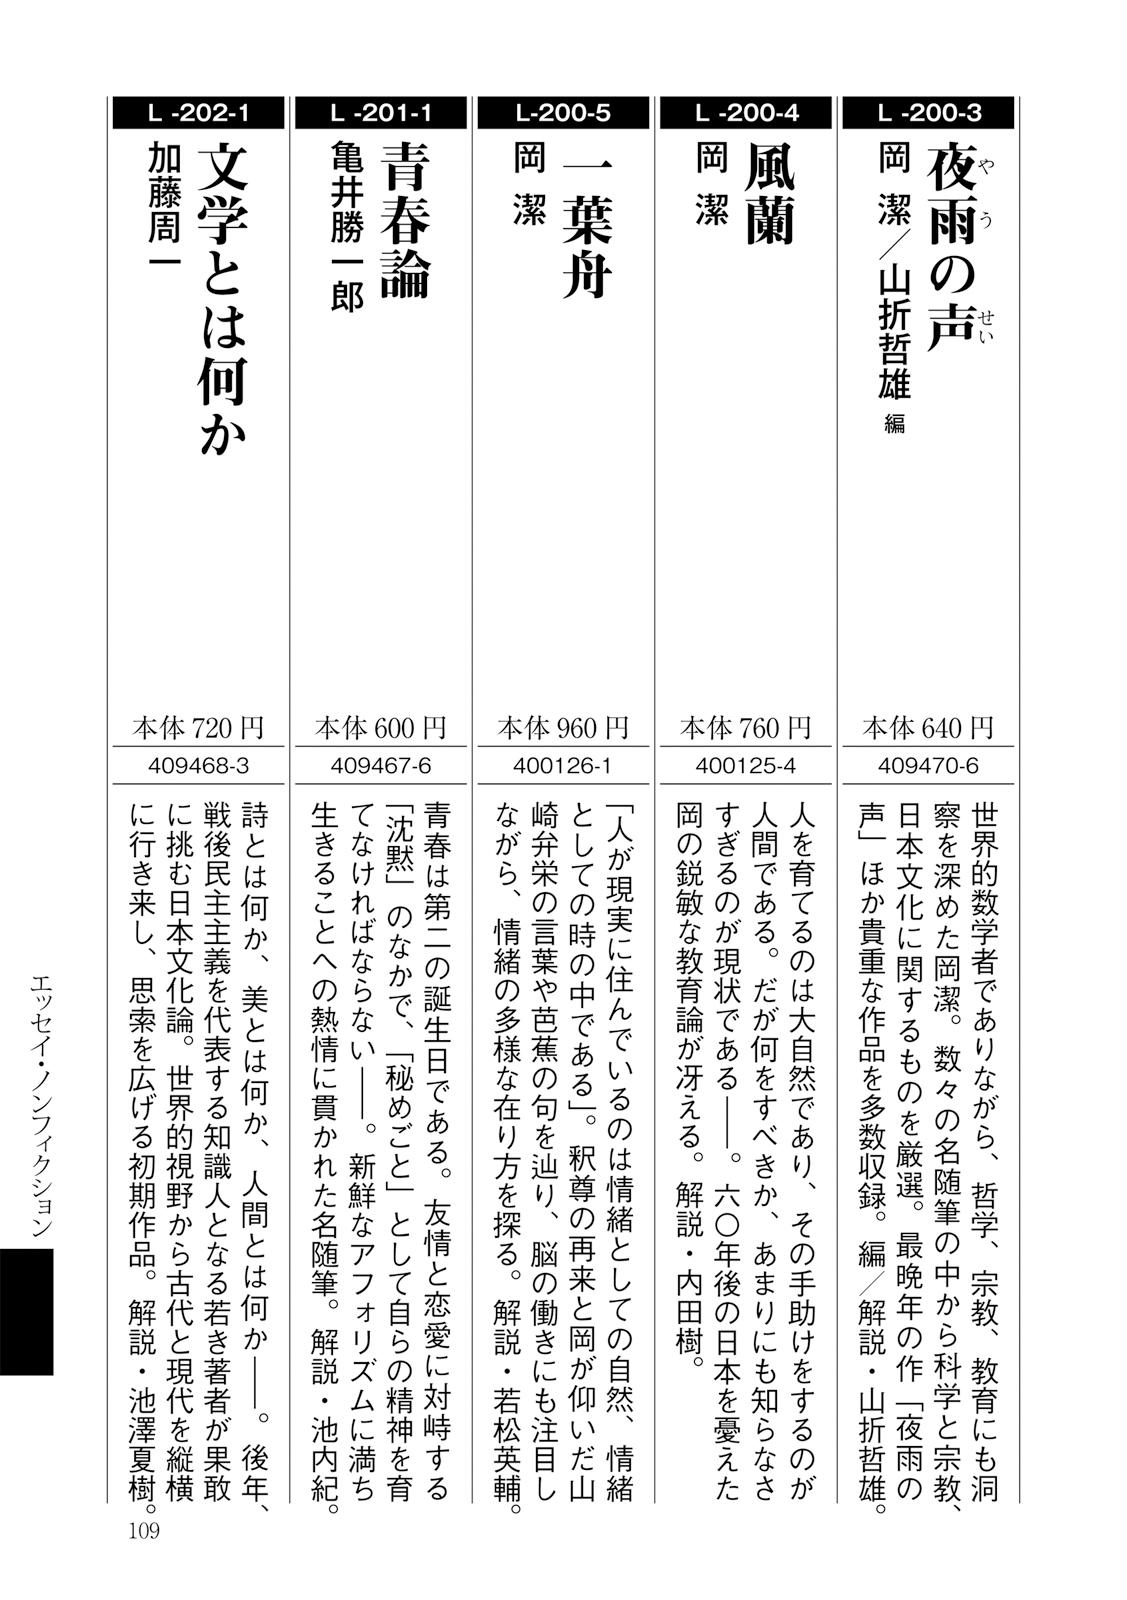 L-200-3
夜雨の声
やう
せい
岡 潔／山折哲雄 編
本体640円
409470-6
世界的数学者でありながら、哲学、宗教、教育にも洞
察を深めた岡潔。数々の名随筆の中から科学と宗教、
日本文化に関するものを厳選。最晩年の作「夜雨の
声」ほか貴重な作品を多数収録。編／解説・山折哲雄。
L-200-4
風蘭
岡 潔
本体760円
400125-4
人を育てるのは大自然であり、その手助けをするのが
人間である。だが何をすべきか、あまりにも知らなさ
すぎるのが現状である――。六〇年後の日本を憂えた
岡の鋭敏な教育論が冴える。解説・内田樹。
L-200-5
一葉舟
岡 潔
本体960円
400126-1
「人が現実に住んでいるのは情緒としての自然、情緒
としての時の中である」。釈尊の再来と岡が仰いだ山
崎弁栄の言葉や芭蕉の句を辿り、脳の働きにも注目し
ながら、情緒の多様な在り方を探る。解説・若松英輔。
L-201-1
青春論
亀井勝一郎
本体600円
409467-6
青春は第二の誕生日である。友情と恋愛に対峙する
「沈黙」のなかで、「秘めごと」として自らの精神を育
てなければならない――。新鮮なアフォリズムに満ち
生きることへの熱情に貫かれた名随筆。解説・池内紀。
L-202-1
文学とは何か
加藤周一
本体720円
409468-3
詩とは何か、美とは何か、人間とは何か――。後年、
戦後民主主義を代表する知識人となる若き著者が果敢
に挑む日本文化論。世界的視野から古代と現代を縦横
に行き来し、思索を広げる初期作品。解説・池澤夏樹。
エッセイ・ノンフィクション
109